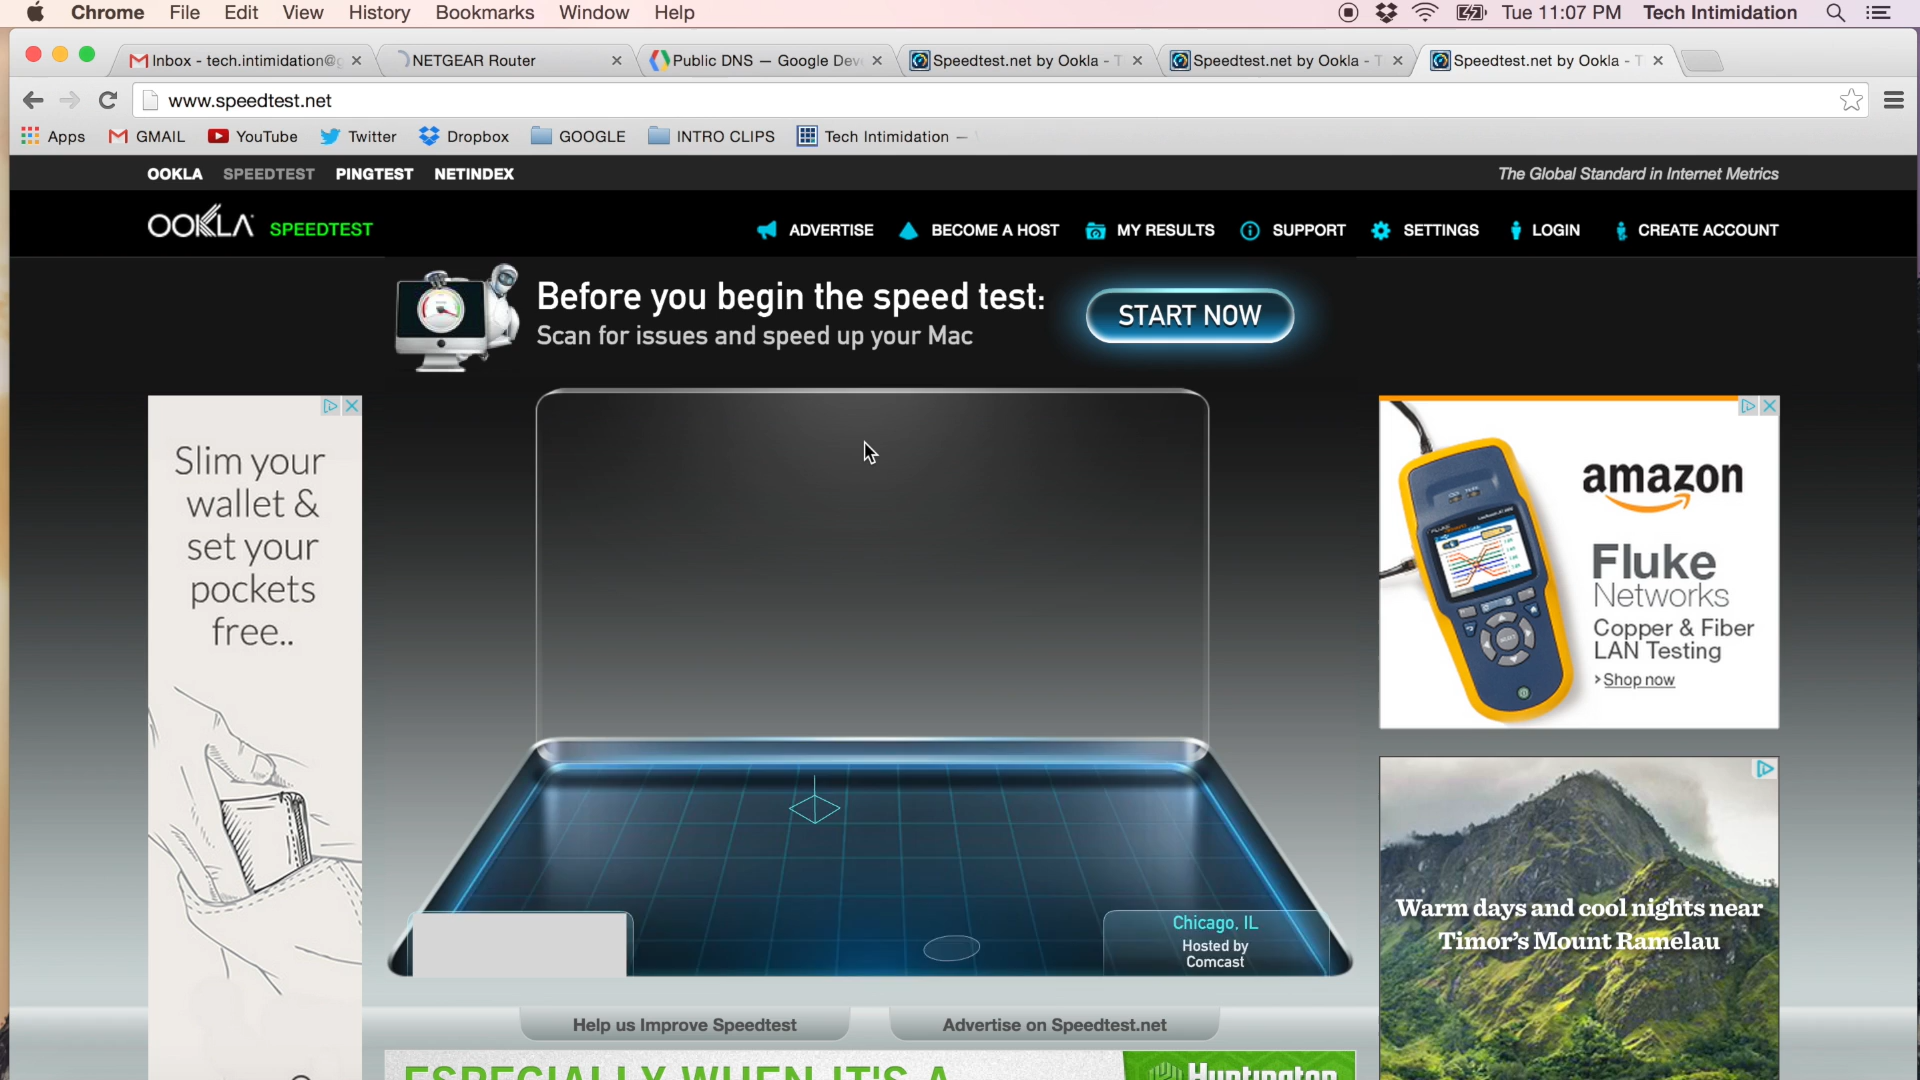 Chrome File Edit View History Bookmarks Window Help
Tue 11:07 PM Tech Intimidation
Inbox - tech.intimidation@g
NETGEAR Router
Public DNS — Google Dev
Speedtest.net by Ookla - T
Speedtest.net by Ookla - T
Speedtest.net by Ookla - T
www.speedtest.net
Apps GMAIL YouTube Twitter Dropbox GOOGLE INTRO CLIPS Tech Intimidation —
OOKLA SPEEDTEST PINGTEST NETINDEX
The Global Standard in Internet Metrics
OOKLA SPEEDTEST
ADVERTISE BECOME A HOST MY RESULTS SUPPORT SETTINGS LOGIN CREATE ACCOUNT
Before you begin the speed test:
Scan for issues and speed up your Mac
START NOW
Slim your
wallet &
set your
pockets
free..
amazon
Fluke
Networks
Copper & Fiber
LAN Testing
> Shop now
Warm days and cool nights near
Timor's Mount Ramelau
Chicago, IL
Hosted by
Comcast
Help us Improve Speedtest
Advertise on Speedtest.net
ESPECIALLY WHEN IT'S A
Huntington